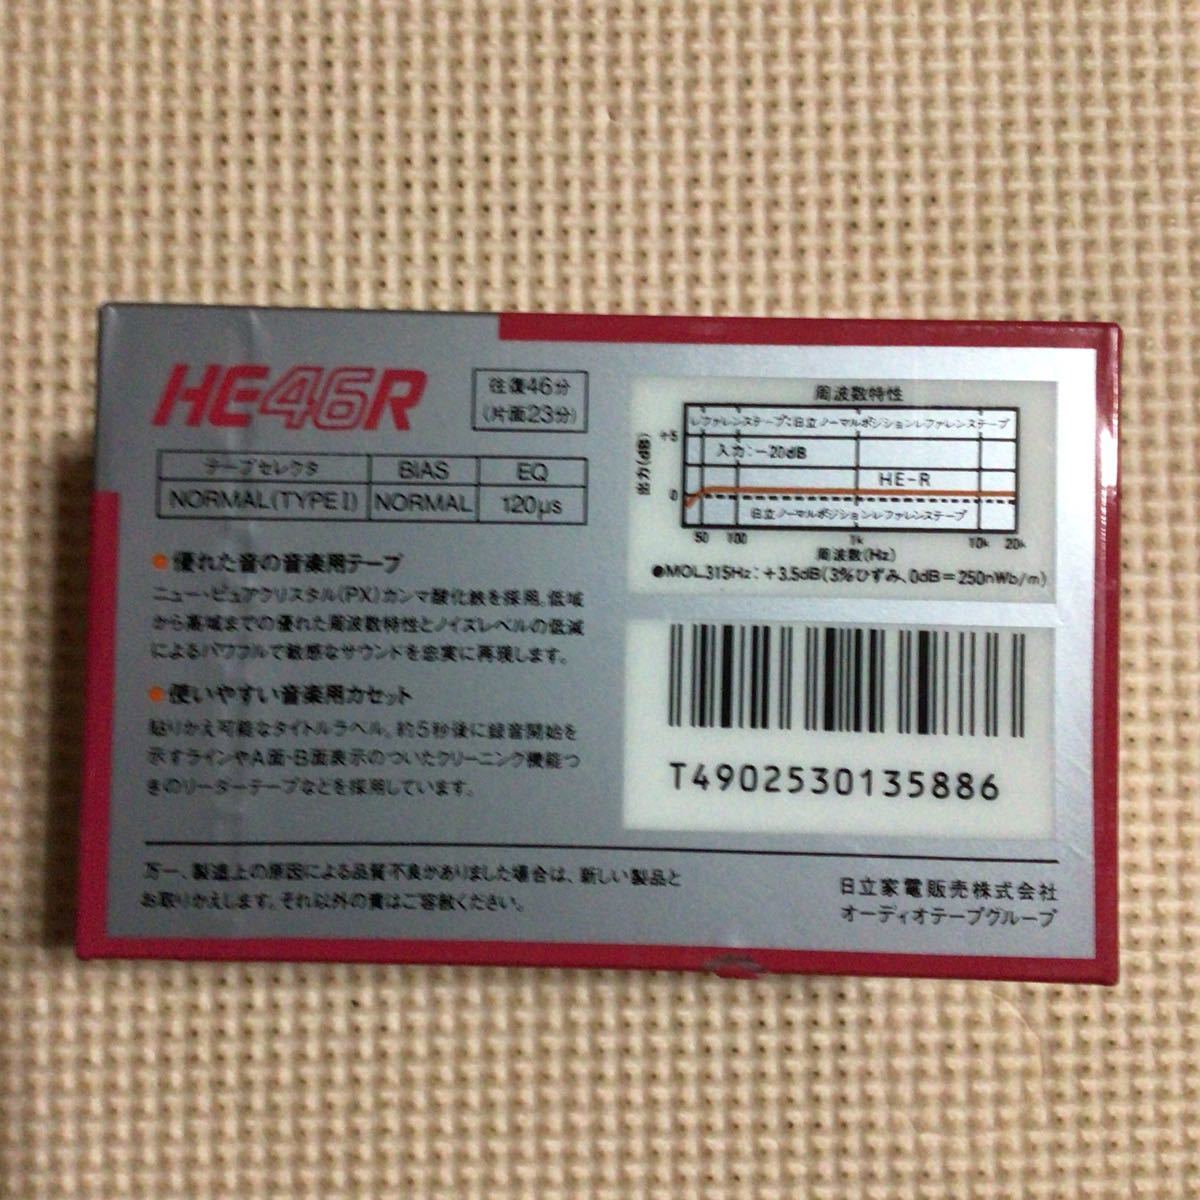 HE46R
往復46分
(片面23分)
テープセレクタ BIAS EQ
NORMAL(TYPEI) NORMAL 120μs
●優れた音の音楽用テープ
ニュー・ピュアクリスタル(PX)ガンマ酸化鉄を採用。低域
から高域までの優れた周波数特性とノイズレベルの低減
によるパワフルで敏感なサウンドを忠実に再現します。
●使いやすい音楽用カセット
貼りかえ可能なタイトルラベル。約5秒後に録音開始を
示すラインやA面・B面表示のついたクリーニング機能つ
きのリーダーテープなどを採用しています。
周波数特性
レファレンステープ:日立ノーマルポジションレファレンステープ
入力:-20dB
HE-R
日立ノーマルポジションレファレンステープ
出力(dB)
+5
0
50 100 1k 10k 20k
周波数(Hz)
●MOL315Hz:+3.5dB(3%ひずみ、0dB=250nWb/m)
T4902530135886
万一、製造上の原因による品質不良がありました場合は、新しい製品と
お取りかえします。それ以外の責はご容赦ください。
日立家電販売株式会社
オーディオテープグループ